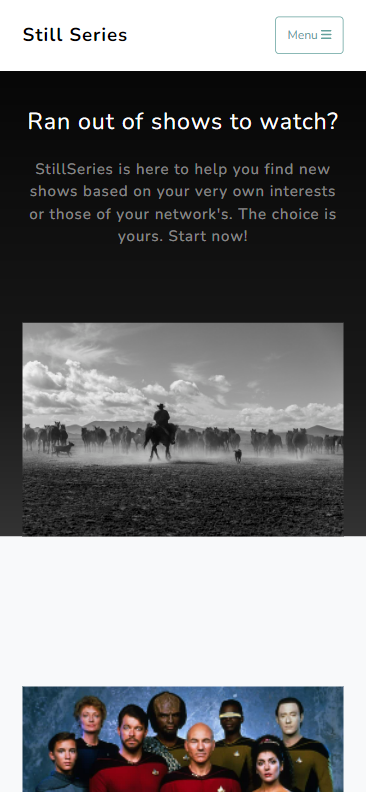 Still Series
Menu
Ran out of shows to watch?
StillSeries is here to help you find new
shows based on your very own interests
or those of your network's. The choice is
yours. Start now!